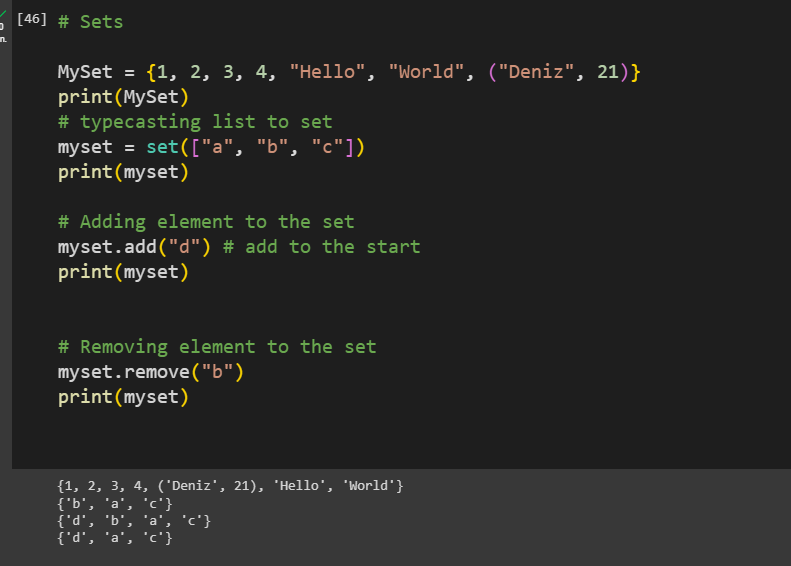 [46] # Sets
MySet = {1, 2, 3, 4, "Hello", "World", ("Deniz", 21)}
print(MySet)
# typecasting list to set
myset = set(["a", "b", "c"])
print(myset)
# Adding element to the set
myset.add("d") # add to the start
print(myset)
# Removing element to the set
myset.remove("b")
print(myset)
{1, 2, 3, 4, ('Deniz', 21), 'Hello', 'World'}
{'b', 'a', 'c'}
{'d', 'b', 'a', 'c'}
{'d', 'a', 'c'}